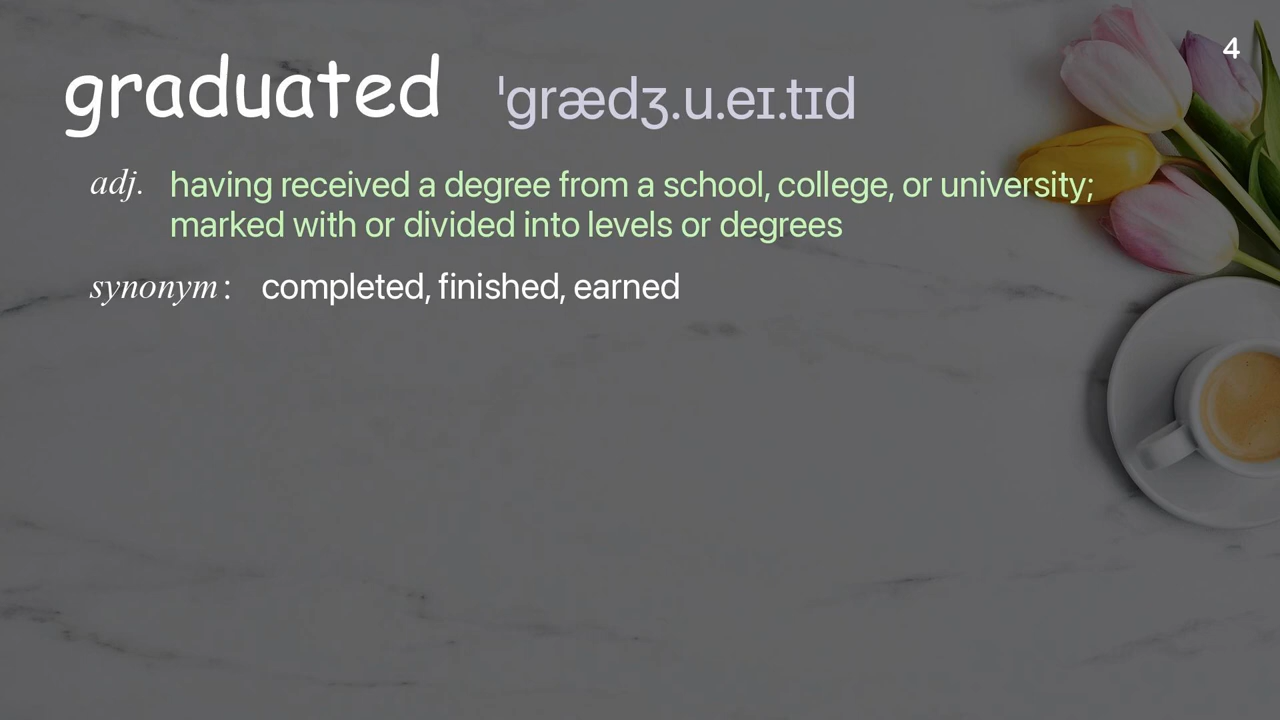 4
graduated ˈɡrædʒ.u.eɪ.tɪd
adj. having received a degree from a school, college, or university;
marked with or divided into levels or degrees
synonym: completed, finished, earned